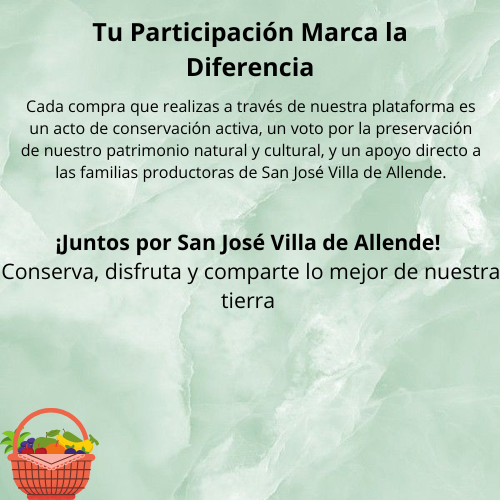 Tu Participación Marca la
Diferencia
Cada compra que realizas a través de nuestra plataforma es
un acto de conservación activa, un voto por la preservación
de nuestro patrimonio natural y cultural, y un apoyo directo a
las familias productoras de San José Villa de Allende.
¡Juntos por San José Villa de Allende!
Conserva, disfruta y comparte lo mejor de nuestra
tierra